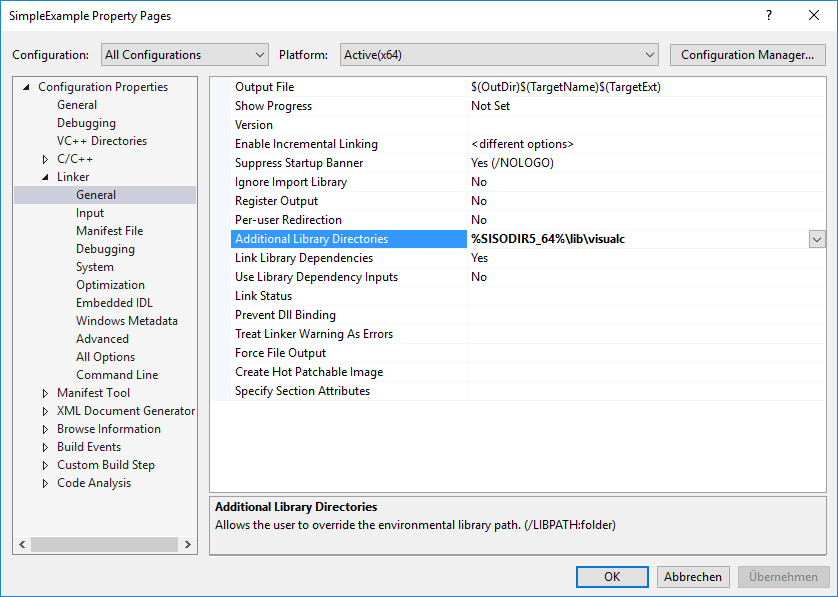 SimpleExample Property Pages
?
Configuration: All Configurations Platform: Active(x64) Configuration Manager...
Configuration Properties
General
Debugging
VC++ Directories
C/C++
Linker
General
Input
Manifest File
Debugging
System
Optimization
Embedded IDL
Windows Metadata
Advanced
All Options
Command Line
Manifest Tool
XML Document Generator
Browse Information
Build Events
Custom Build Step
Code Analysis
Output File $(OutDir)$(TargetName)$(TargetExt)
Show Progress Not Set
Version
Enable Incremental Linking <different options>
Suppress Startup Banner Yes (/NOLOGO)
Ignore Import Library No
Register Output No
Per-user Redirection No
Additional Library Directories %SISODIR5_64%\lib\visualc
Link Library Dependencies Yes
Use Library Dependency Inputs No
Link Status
Prevent Dll Binding
Treat Linker Warning As Errors
Force File Output
Create Hot Patchable Image
Specify Section Attributes
Additional Library Directories
Allows the user to override the environmental library path. (/LIBPATH:folder)
OK Abbrechen Übernehmen